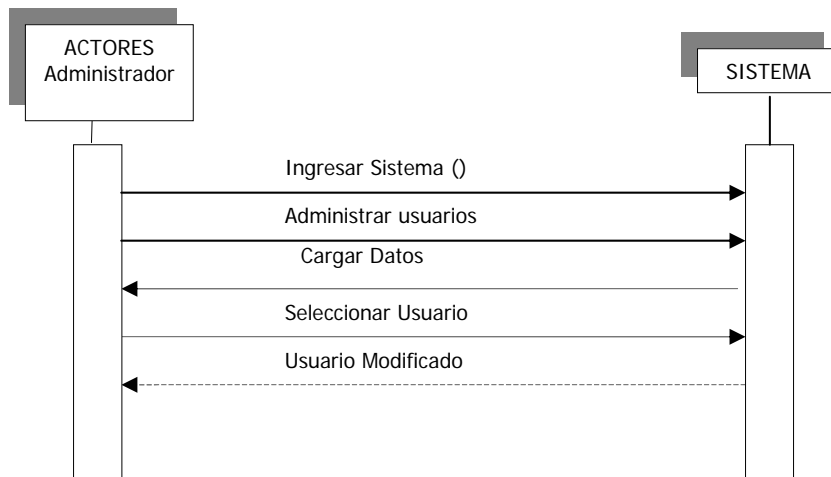 ACTORES
Administrador
SISTEMA
Ingresar Sistema ()
Administrar usuarios
Cargar Datos
Seleccionar Usuario
Usuario Modificado